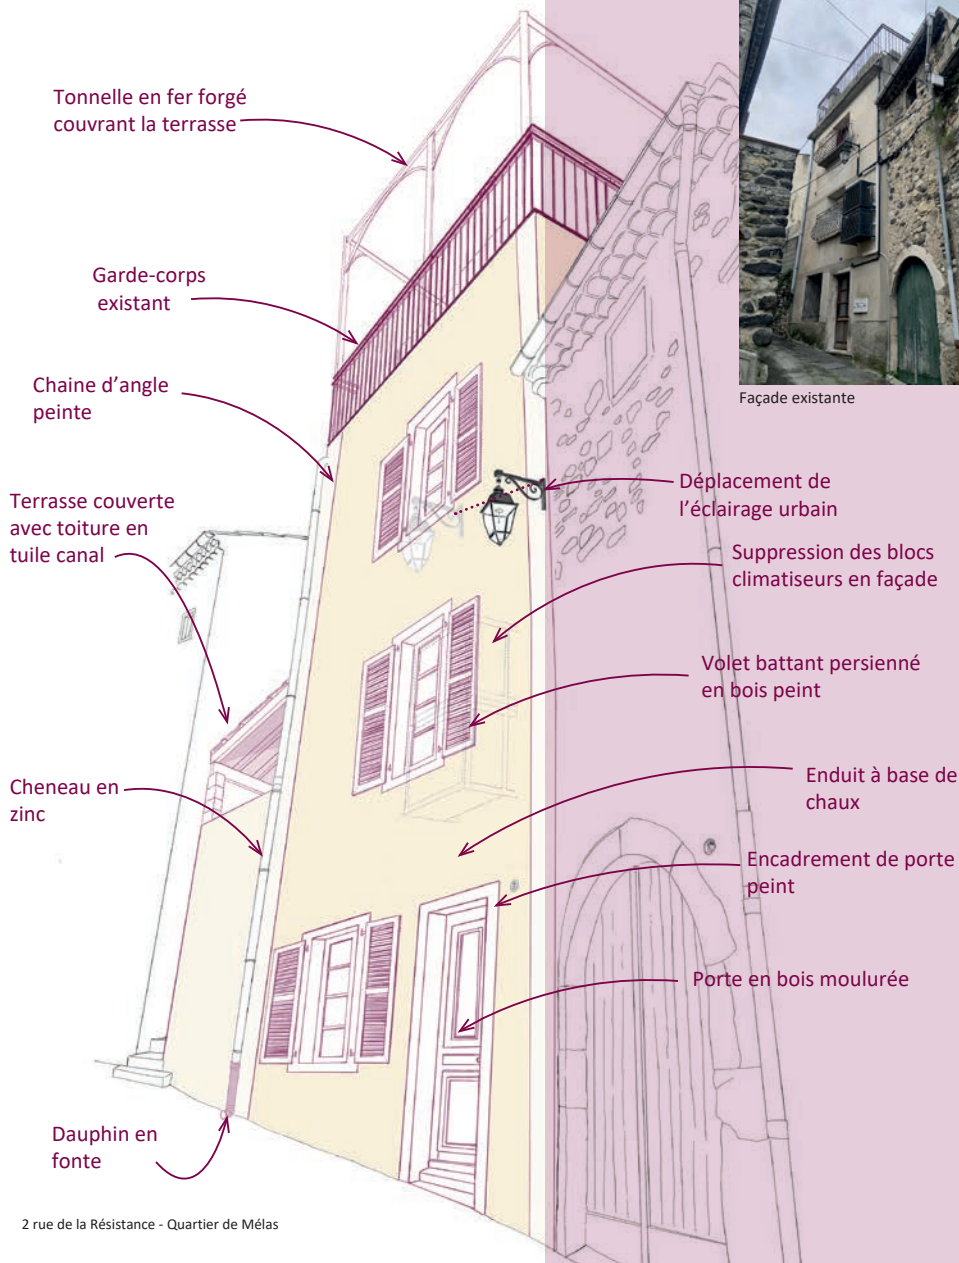 Tonnelle en fer forgé
couvrant la terrasse
Garde-corps
existant
Chaine d’angle
peinte
Terrasse couverte
avec toiture en
tuile canal
Cheneau en
zinc
Dauphin en
fonte
2 rue de la Résistance - Quartier de Mélas
Façade existante
Déplacement de
l’éclairage urbain
Suppression des blocs
climatiseurs en façade
Volet battant persienné
en bois peint
Enduit à base de
chaux
Encadrement de porte
peint
Porte en bois moulurée